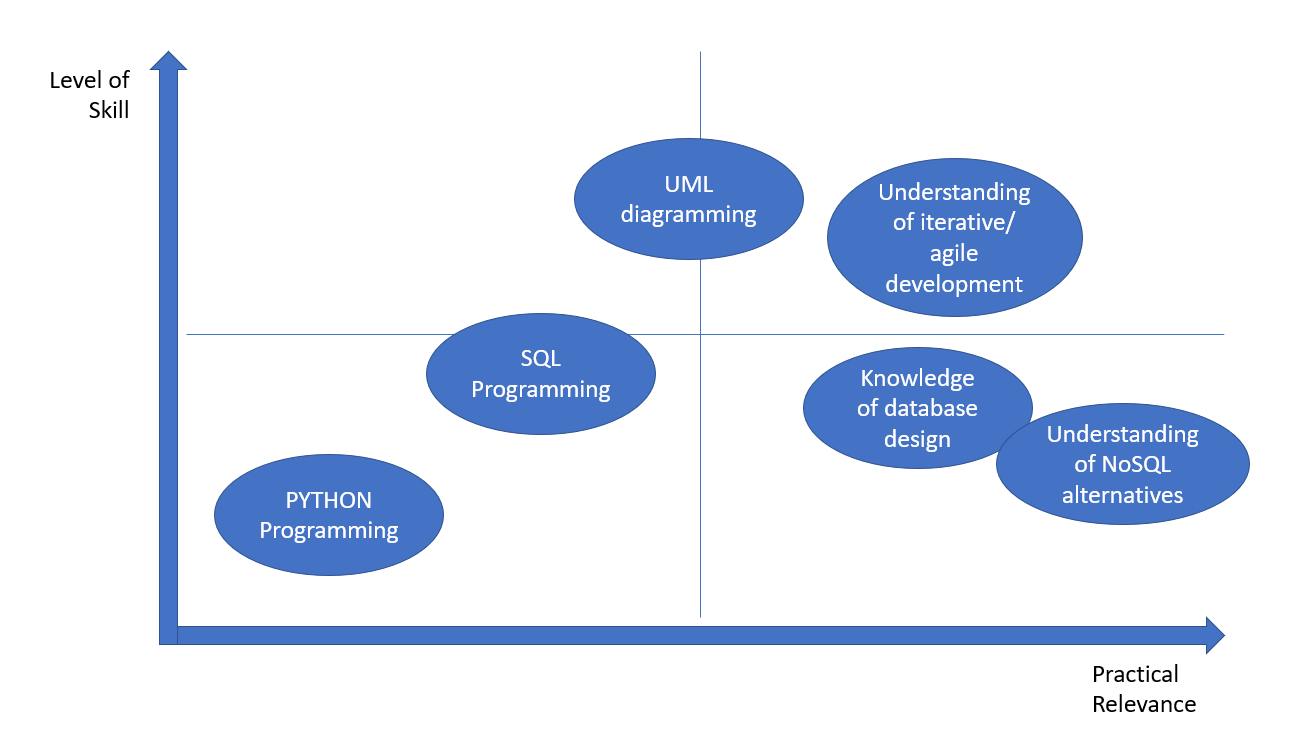 Level of
Skill
UML
diagramming
Understanding
of iterative/
agile
development
SQL
Programming
Knowledge
of database
design
Understanding
of NoSQL
alternatives
PYTHON
Programming
Practical
Relevance